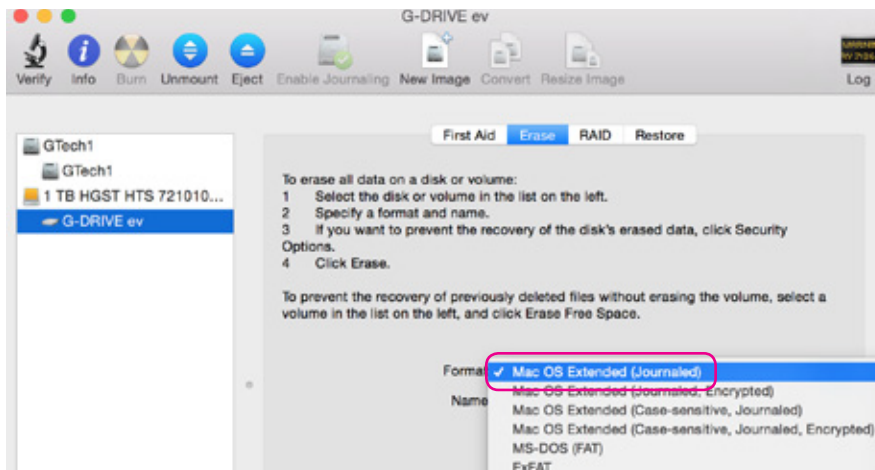 G-DRIVE ev
Verify Info Burn Unmount Eject Enable Journaling New Image Convert Resize Image Log
First Aid Erase RAID Restore
GTech1
GTech1
1 TB HGST HTS 721010...
G-DRIVE ev
To erase all data on a disk or volume:
1 Select the disk or volume in the list on the left.
2 Specify a format and name.
3 If you want to prevent the recovery of the disk's erased data, click Security
Options.
4 Click Erase.
To prevent the recovery of previously deleted files without erasing the volume, select a
volume in the list on the left, and click Erase Free Space.
Format ✓ Mac OS Extended (Journaled)
Mac OS Extended (Journaled, Encrypted)
Name
Mac OS Extended (Case-sensitive, Journaled)
Mac OS Extended (Case-sensitive, Journaled, Encrypted)
MS-DOS (FAT)
ExFAT